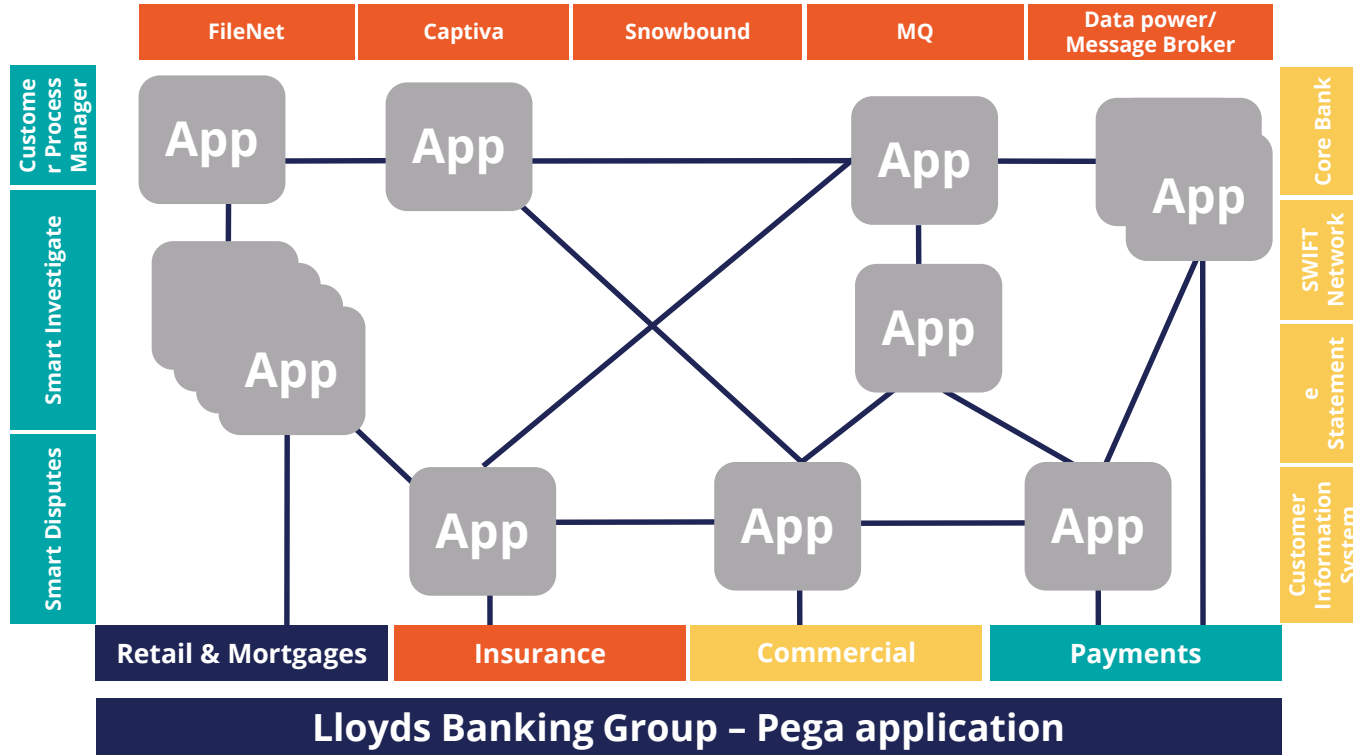 FileNet
Captiva
Snowbound
MQ
Data power/
Message Broker
Custome
r Process
Manager
Smart Investigate
Smart Disputes
App
App
App
App
App
App
App
App
App
Core Bank
SWIFT
Network
e
Statement
Customer
Information
System
Retail & Mortgages
Insurance
Commercial
Payments
Lloyds Banking Group – Pega application